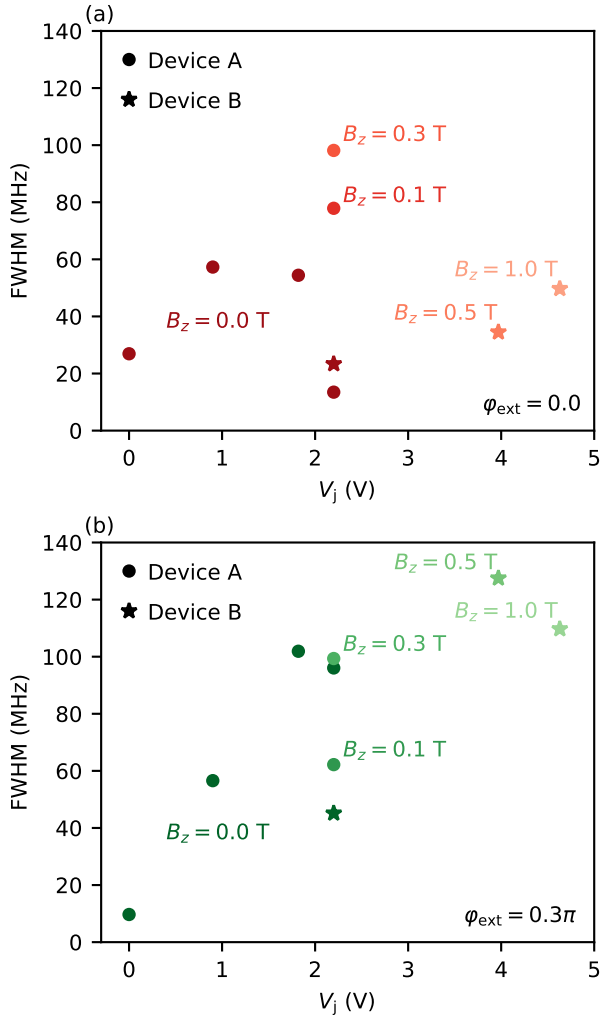 (a)
140
120
100
80
60
40
20
0
FWHM (MHz)
Device A
Device B
B_z = 0.3 T
B_z = 0.1 T
B_z = 1.0 T
B_z = 0.5 T
B_z = 0.0 T
φ_ext = 0.0
0 1 2 3 4 5
V_j (V)
(b)
140
120
100
80
60
40
20
0
FWHM (MHz)
Device A
Device B
B_z = 0.5 T
B_z = 1.0 T
B_z = 0.3 T
B_z = 0.1 T
B_z = 0.0 T
φ_ext = 0.3π
0 1 2 3 4 5
V_j (V)